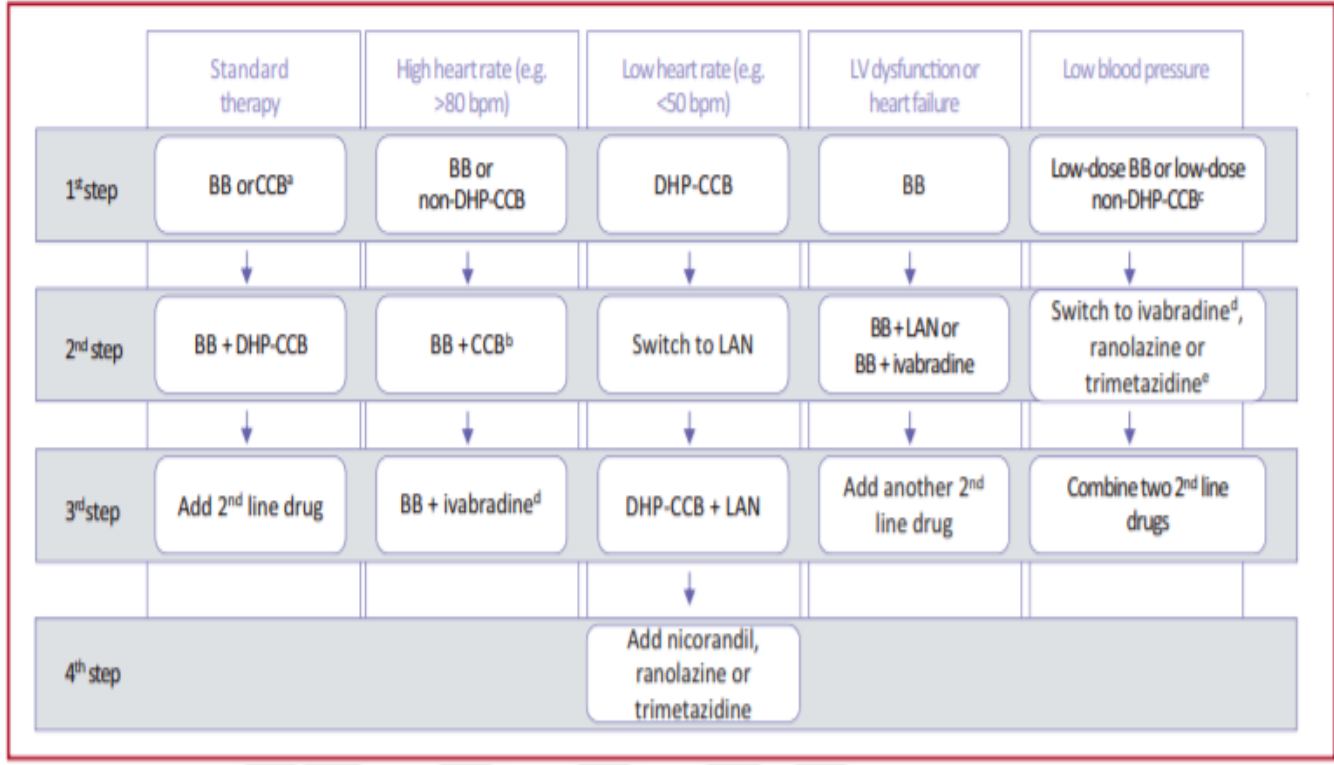 Standard
therapy
High heart rate (e.g.
>80 bpm)
Low heart rate (e.g.
<50 bpm)
LV dysfunction or
heart failure
Low blood pressure
1st step
BB orCCBa
BB or
non-DHP-CCB
DHP-CCB
BB
Low-dose BB or low-dose
non-DHP-CCBc
2nd step
BB + DHP-CCB
BB + CCBb
Switch to LAN
BB + LAN or
BB + ivabradine
Switch to ivabradined,
ranolazine or
trimetazidinee
3rd step
Add 2nd line drug
BB + ivabradined
DHP-CCB + LAN
Add another 2nd
line drug
Combine two 2nd line
drugs
4th step
Add nicorandil,
ranolazine or
trimetazidine